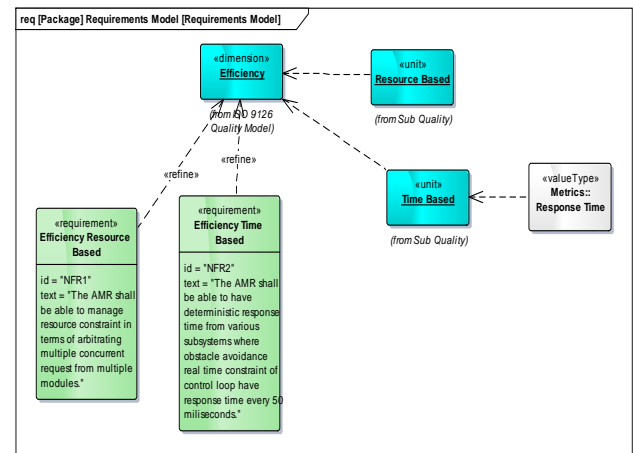 req [Package] Requirements Model [Requirements Model]
«dimension»
Efficiency
(from ISO 9126
Quality Model)
«unit»
Resource Based
(from Sub Quality)
«refine»
«refine»
«unit»
Time Based
(from Sub Quality)
«valueType»
Metrics::
Response Time
«requirement»
Efficiency Resource
Based
id = "NFR1"
text = "The AMR shall
be able to manage
resource constraint in
terms of arbitrating
multiple concurrent
request from multiple
modules."
«requirement»
Efficiency Time
Based
id = "NFR2"
text = "The AMR shall
be able to have
deterministic response
time from various
subsystems where
obstacle avoidance
real time constraint of
control loop have
response time every 50
miliseconds."